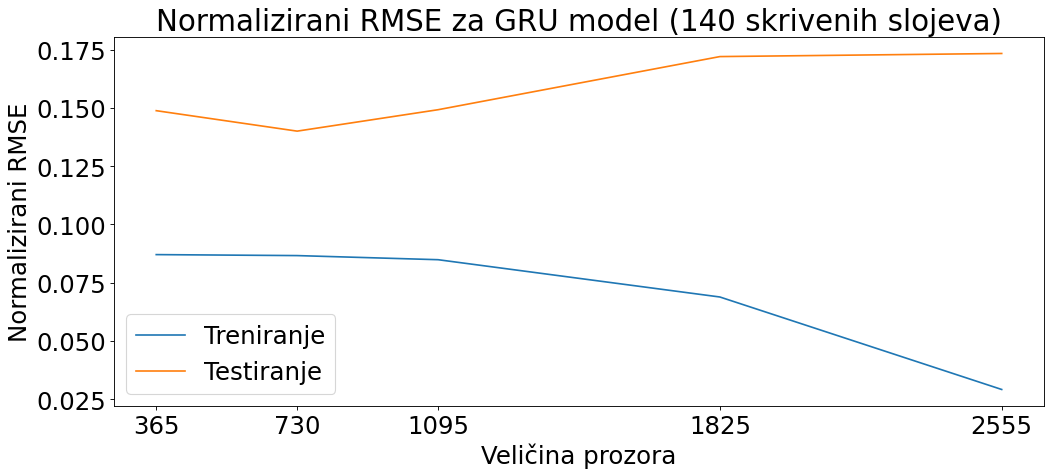 Normalizirani RMSE za GRU model (140 skrivenih slojeva)
Normalizirani RMSE
0.175
0.150
0.125
0.100
0.075
0.050
0.025
Treniranje
Testiranje
365 730 1095 1825 2555
Veličina prozora